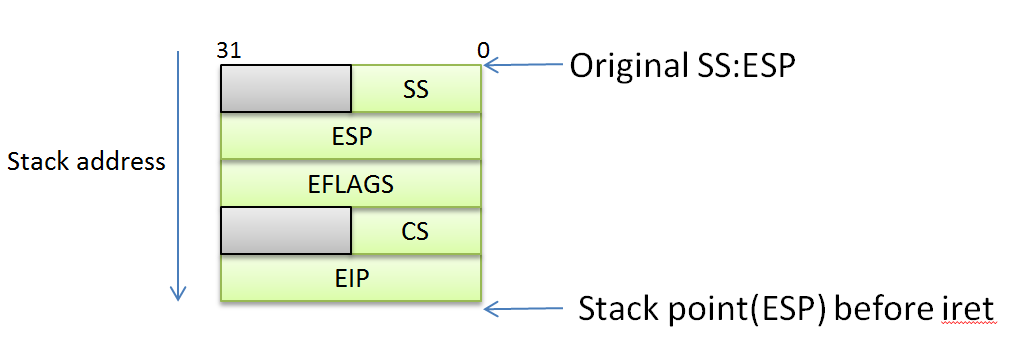 31 0
Original SS:ESP
SS
ESP
Stack address
EFLAGS
CS
EIP
Stack point(ESP) before iret